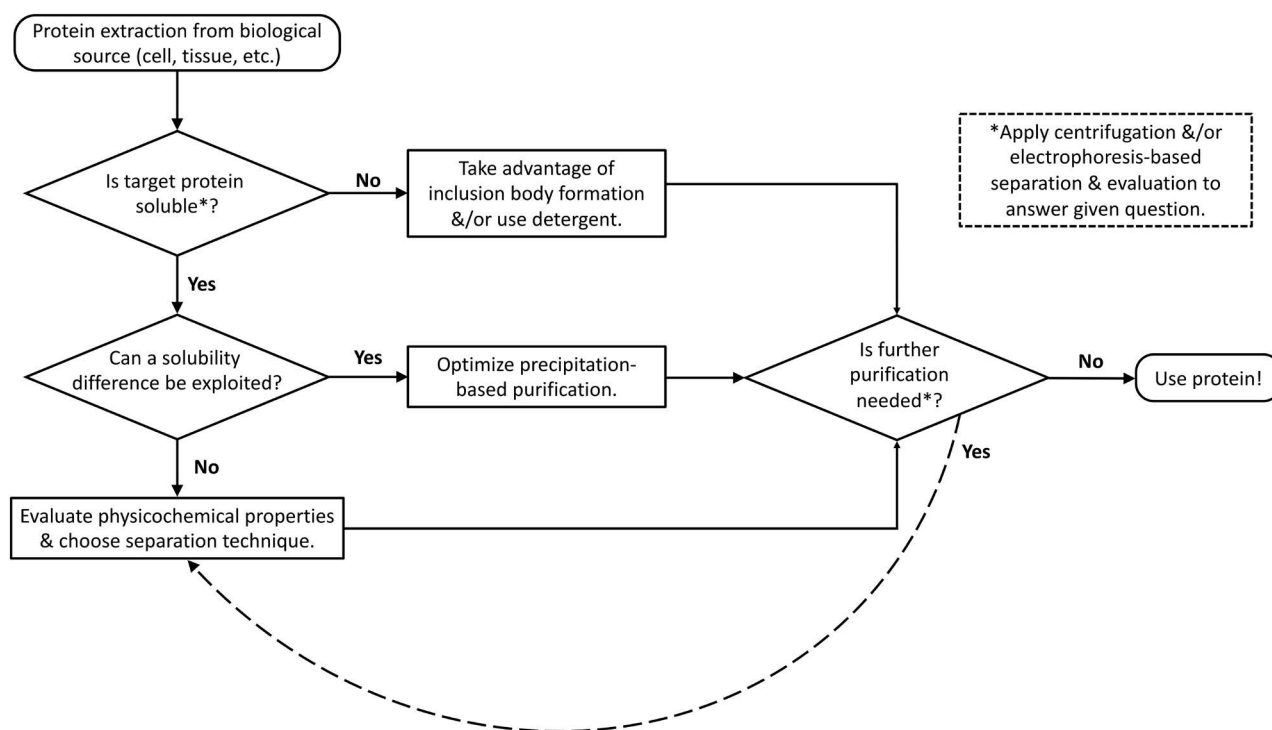 Protein extraction from biological
source (cell, tissue, etc.)
Is target protein
soluble*?
No
Take advantage of
inclusion body formation
&/or use detergent.
*Apply centrifugation &/or
electrophoresis-based
separation & evaluation to
answer given question.
Yes
Can a solubility
difference be exploited?
Yes
Optimize precipitation-
based purification.
Is further
purification
needed*?
No
Use protein!
Yes
No
Evaluate physicochemical properties
& choose separation technique.